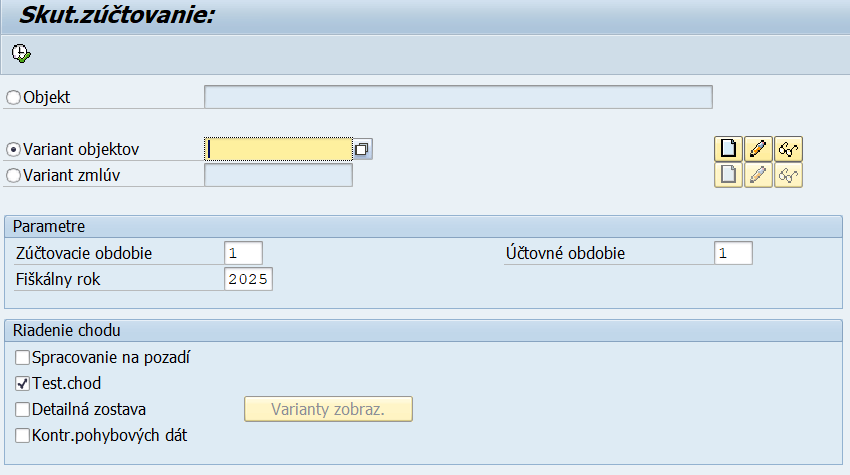 Skut.zúčtovanie:
Objekt
Variant objektov
Variant zmlúv
Parametre
Zúčtovacie obdobie 1 Účtovné obdobie 1
Fiškálny rok 2025
Riadenie chodu
Spracovanie na pozadí
Test.chod
Detailná zostava Varianty zobraz.
Kontr.pohybových dát